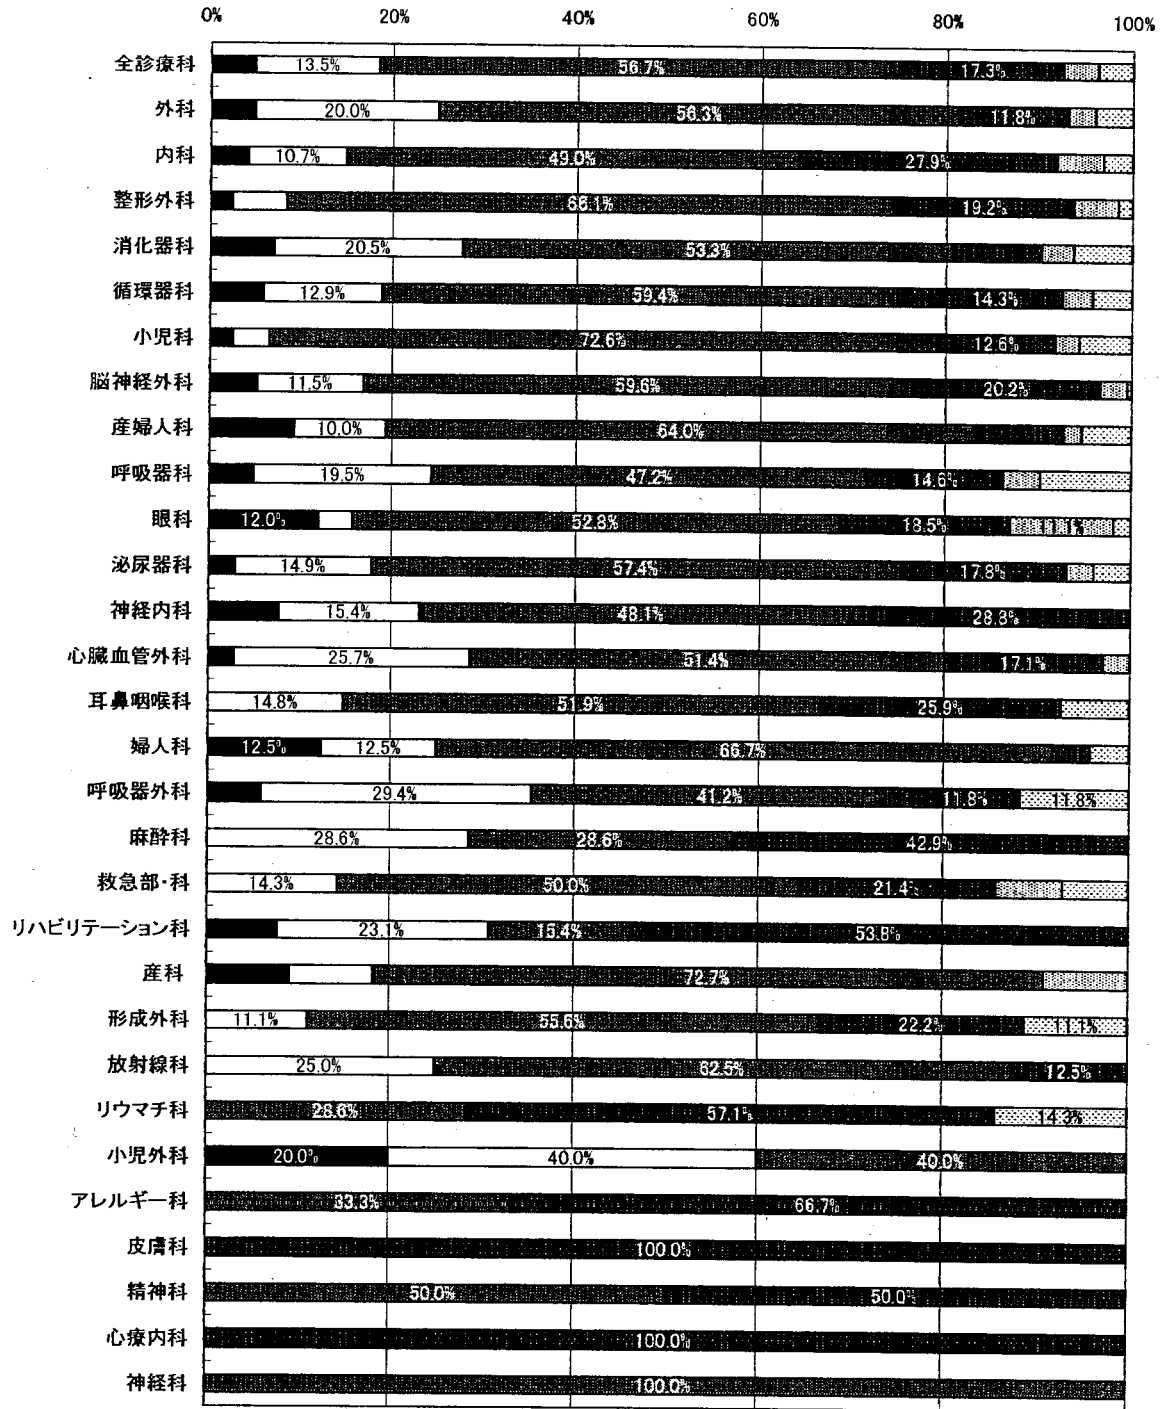 0% 20% 40% 60% 80% 100%
全診療科 13.5% 56.7% 17.3%
外科 20.0% 56.3% 11.8%
内科 10.7% 49.0% 27.9%
整形外科 66.1% 19.2%
消化器科 20.5% 53.3%
循環器科 12.9% 59.4% 14.3%
小児科 72.6% 12.6%
脳神経外科 11.5% 59.6% 20.2%
産婦人科 10.0% 64.0%
呼吸器科 19.5% 47.2% 14.6%
眼科 12.0% 52.8% 18.5% 11.1%
泌尿器科 14.9% 57.4% 17.8%
神経内科 15.4% 48.1% 28.8%
心臓血管外科 25.7% 51.4% 17.1%
耳鼻咽喉科 14.8% 51.9% 25.9%
婦人科 12.5% 12.5% 66.7%
呼吸器外科 29.4% 41.2% 11.8% 11.8%
麻酔科 28.6% 28.6% 42.9%
救急部・科 14.3% 50.0% 21.4%
リハビリテーション科 23.1% 15.4% 53.8%
産科 72.7%
形成外科 11.1% 55.6% 22.2% 11.1%
放射線科 25.0% 62.5% 12.5%
リウマチ科 28.6% 57.1% 14.3%
小児外科 20.0% 40.0% 40.0%
アレルギー科 33.3% 66.7%
皮膚科 100.0%
精神科 50.0% 50.0%
心療内科 100.0%
神経科 100.0%